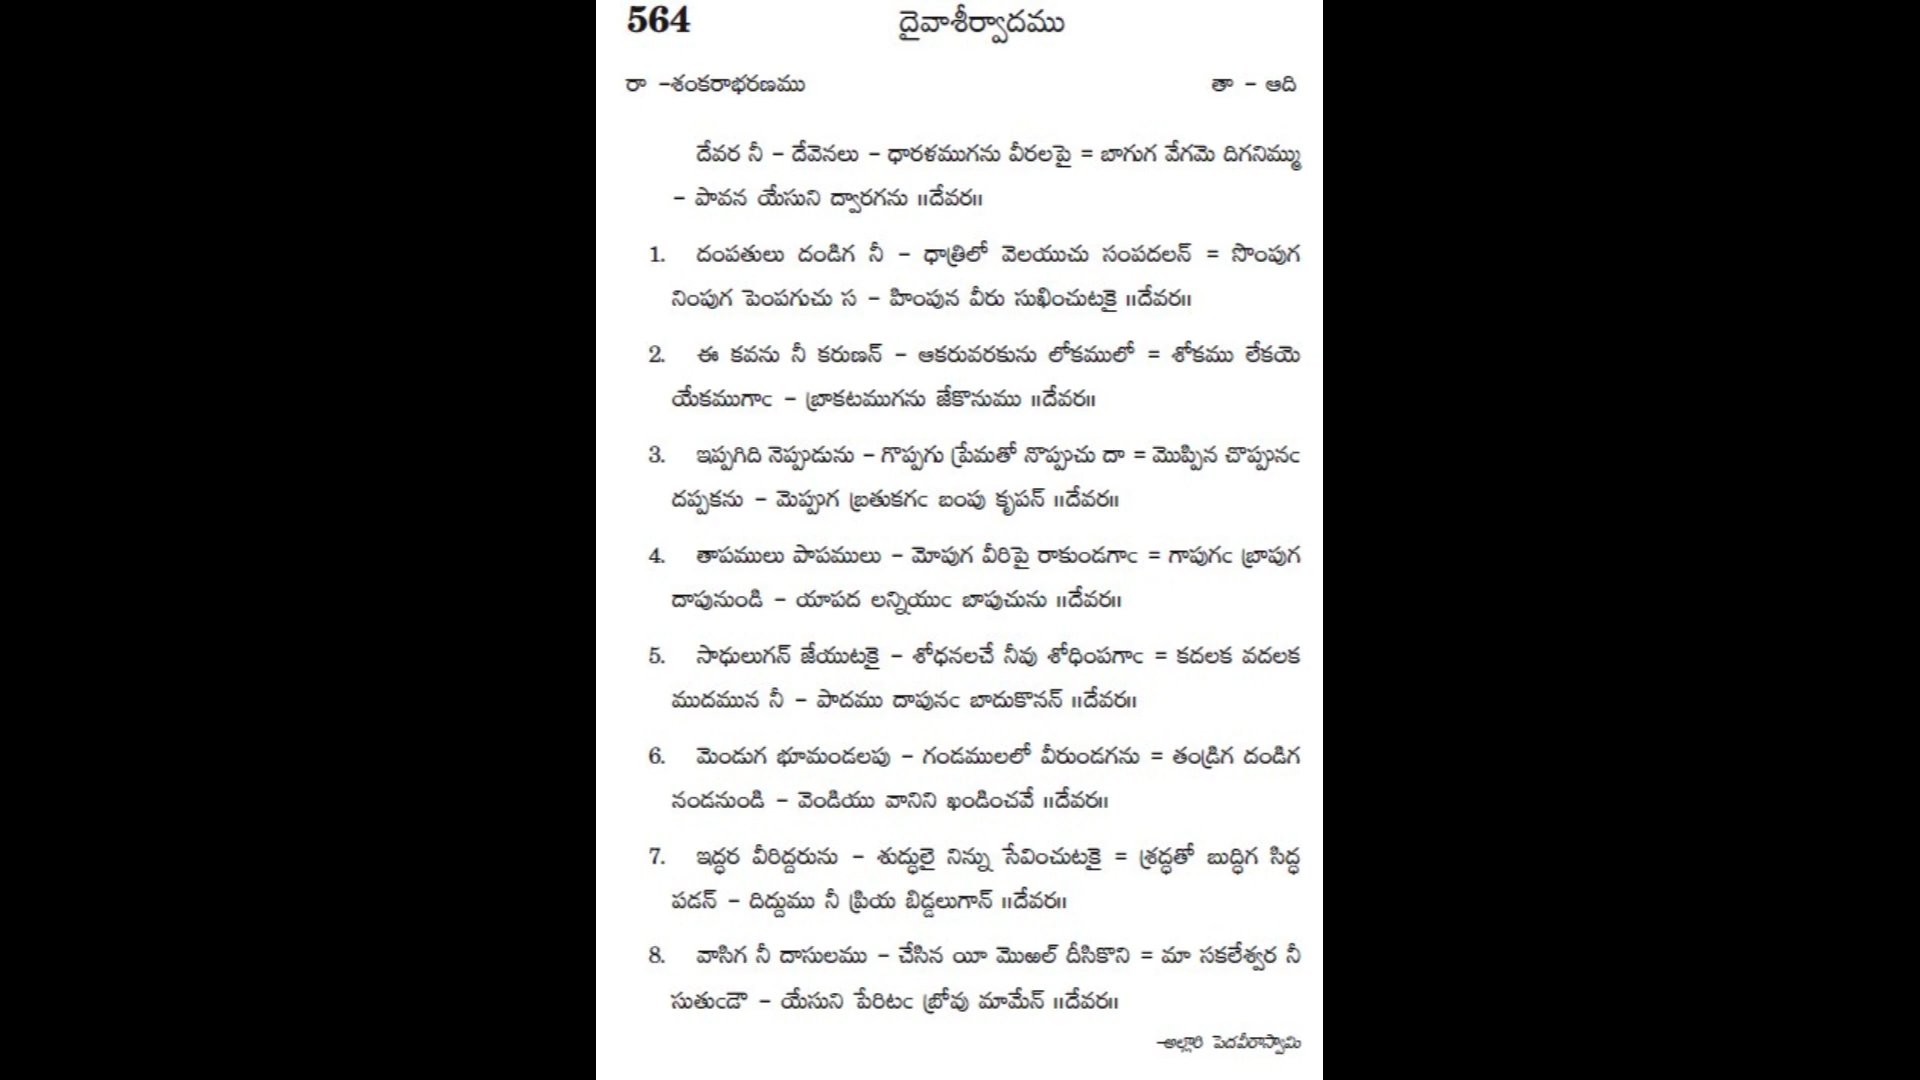 564 దైవాశీర్వాదము
రా -శంకరాభరణము తా - ఆది
దేవర నీ - దేవెనలు - ధారళముగను వీరలపై = బాగుగ వేగమె దిగనిమ్ము
- పావన యేసుని ద్వారగను ॥దేవర॥
1. దంపతులు దండిగ నీ - ధాత్రిలో వెలయుచు సంపదలన్ = సొంపుగ
నింపుగ పెంపగుచు స - హింపున వీరు సుఖించుటకై ॥దేవర॥
2. ఈ కవను నీ కరుణన్ - ఆకరువరకును లోకములో = శోకము లేకయె
యేకముగాఁ - బ్రాకటముగను జేకొనుము ॥దేవర॥
3. ఇప్పగిది నెప్పుడును - గొప్పగు ప్రేమతో నొప్పుచు దా = మొప్పిన చొప్పునఁ
దప్పకను - మెప్పుగ బ్రతుకగఁ బంపు కృపన్ ॥దేవర॥
4. తాపములు పాపములు - మోపుగ వీరిపై రాకుండగాఁ = గాపుగఁ బ్రాపుగ
దాపునుండి - యాపద లన్నియుఁ బాపుచును ॥దేవర॥
5. సాధులుగన్ జేయుటకై - శోధనలచే నీవు శోధింపగాఁ = కదలక వదలక
ముదమున నీ - పాదము దాపునఁ బాదుకొనన్ ॥దేవర॥
6. మెండుగ భూమండలపు - గండములలో వీరుండగను = తండ్రిగ దండిగ
నండనుండి - వెండియు వానిని ఖండించవే ॥దేవర॥
7. ఇద్ధర వీరిద్దరును - శుద్ధులై నిన్ను సేవించుటకై = శ్రద్ధతో బుద్ధిగ సిద్ధ
పడన్ - దిద్దుము నీ ప్రియ బిడ్డలుగాన్ ॥దేవర॥
8. వాసిగ నీ దాసులము - చేసిన యీ మొఱల్ దీసికొని = మా సకలేశ్వర నీ
సుతుఁడౌ - యేసుని పేరిటఁ బ్రోవు మామేన్ ॥దేవర॥
-అల్లారి పెదవీరాస్వామి